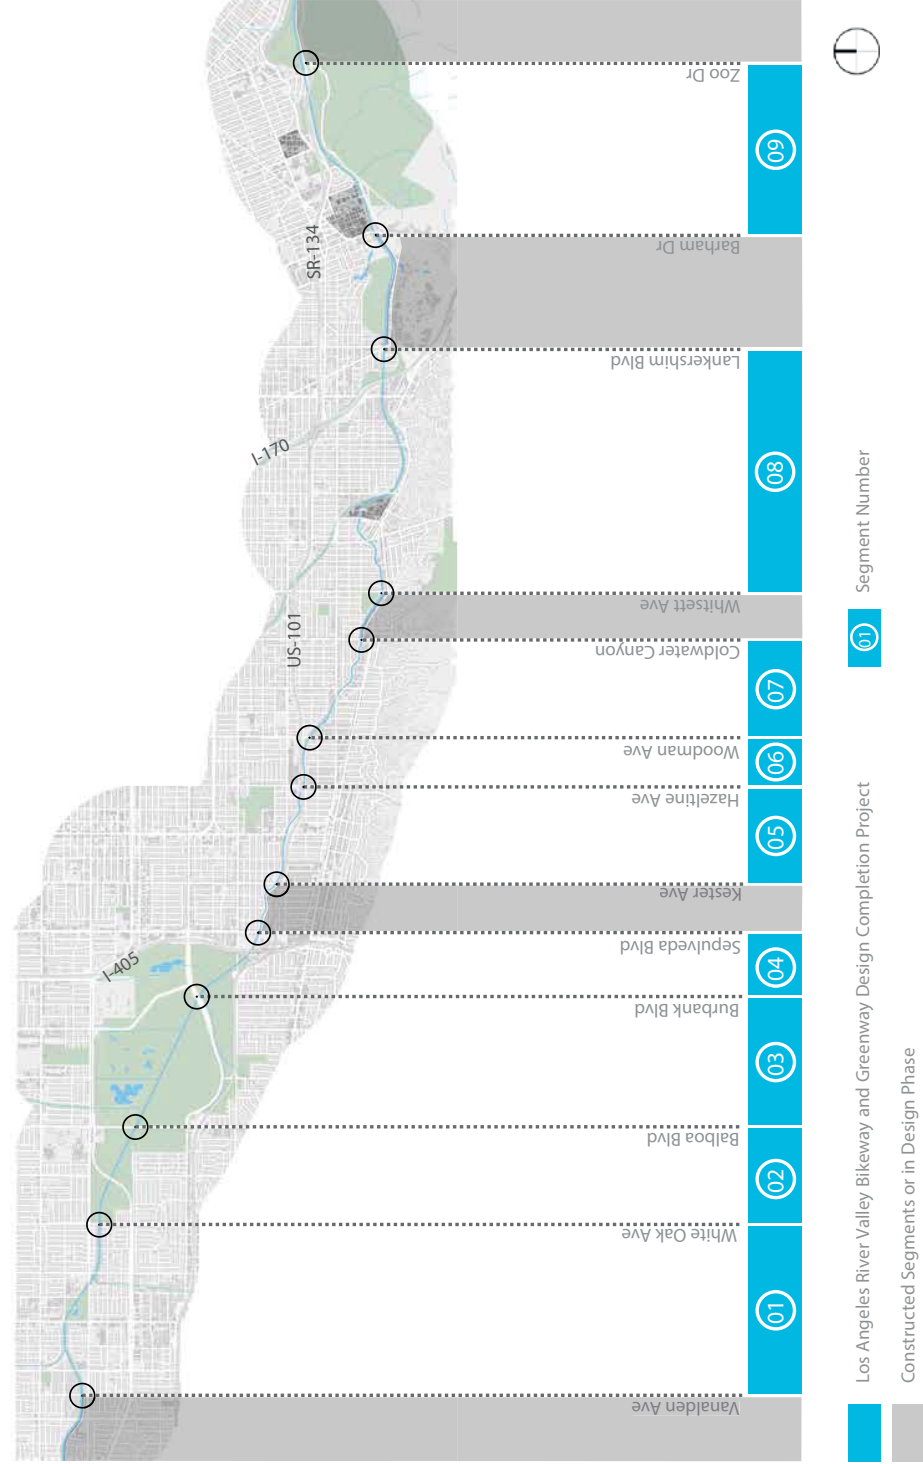 Zoo Dr
09
SR-134
Barham Dr
Lankershim Blvd
I-170
08
Whitsett Ave
US-101
Coldwater Canyon
07
Woodman Ave
06
Hazeltine Ave
05
Kester Ave
Sepulveda Blvd
I-405
04
Burbank Blvd
03
Balboa Blvd
02
White Oak Ave
01
Vanalden Ave
01 Segment Number
Los Angeles River Valley Bikeway and Greenway Design Completion Project
Constructed Segments or in Design Phase